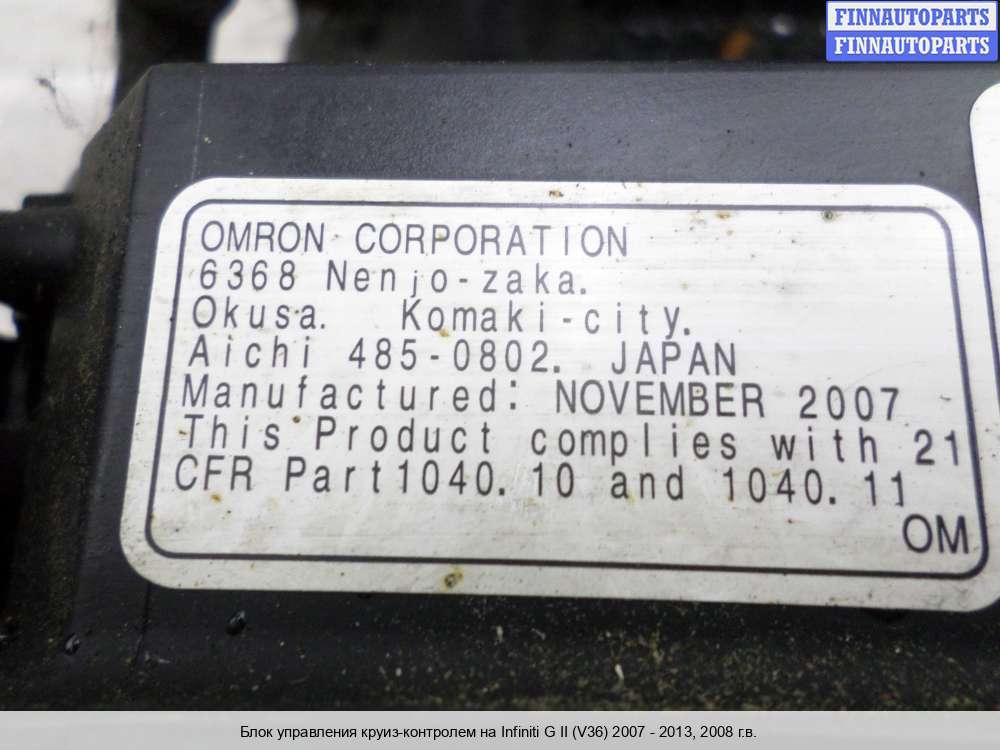 FINNAUTOPARTS
FINNAUTOPARTS
OMRON CORPORATION
6368 Nenjo-zaka.
Okusa. Komaki-city.
Aichi 485-0802. JAPAN
Manufactured: NOVEMBER 2007
This Product complies with 21
CFR Part1040.10 and 1040.11
OM
Блок управления круиз-контролем на Infiniti G II (V36) 2007 - 2013, 2008 г.в.